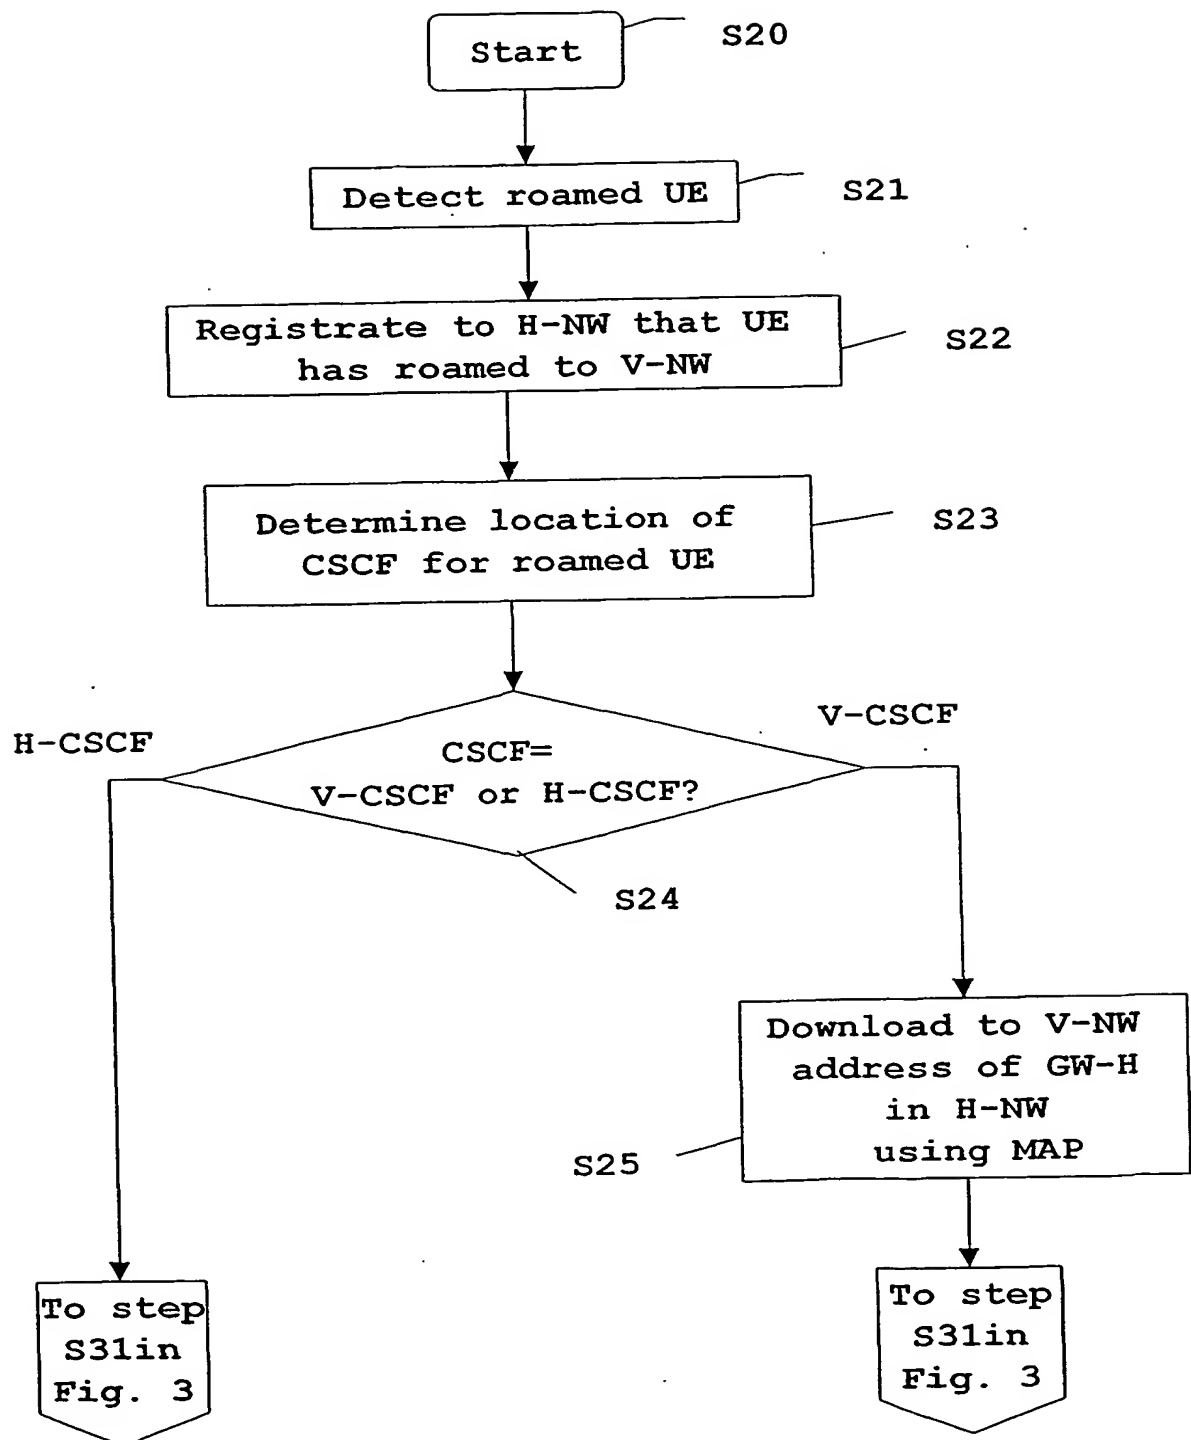 Start
S20
Detect roamed UE
S21
Registrate to H-NW that UE
has roamed to V-NW
S22
Determine location of
CSCF for roamed UE
S23
H-CSCF
V-CSCF
CSCF=
V-CSCF or H-CSCF?
S24
Download to V-NW
address of GW-H
in H-NW
using MAP
S25
To step
S31in
Fig. 3
To step
S31in
Fig. 3